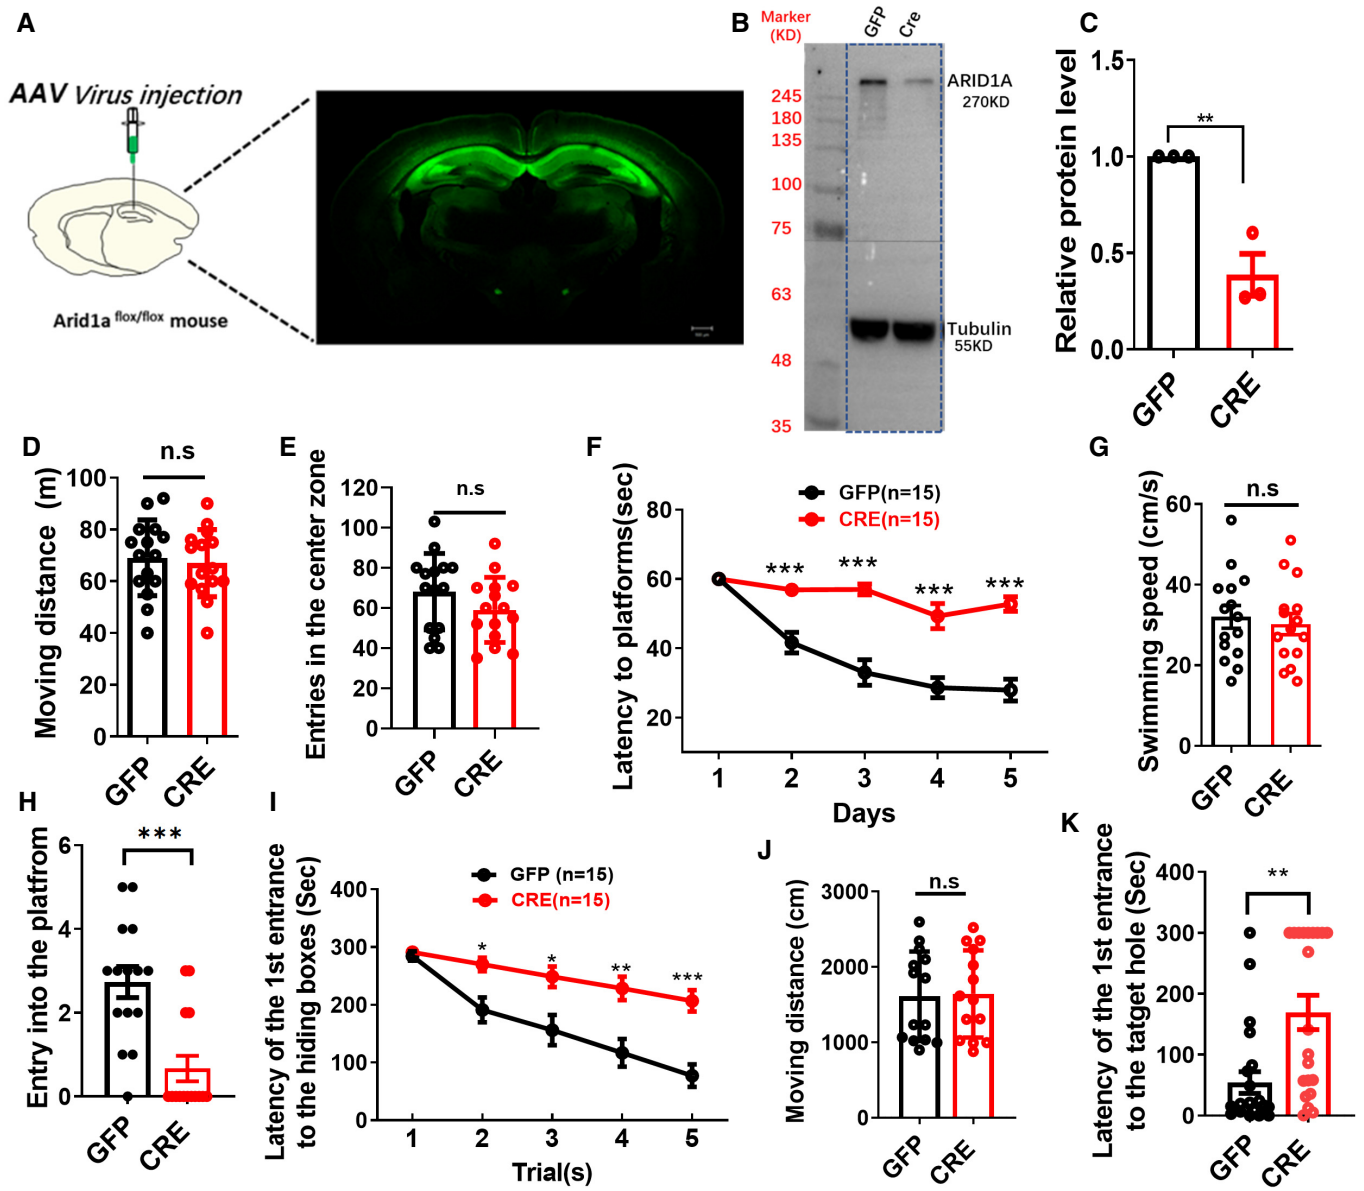 A
AAV Virus injection
Arid1a flox/flox mouse
B
Marker
(KD)
GFP
Cre
245
180
135
100
75
63
48
35
ARID1A
270KD
Tubulin
55KD
C
Relative protein level
1.5
1.0
0.5
0.0
**
GFP
CRE
D
Moving distance (m)
n.s
100
80
60
40
20
0
GFP
CRE
E
Entries in the center zone
n.s
120
100
80
60
40
20
0
GFP
CRE
F
Latency to platforms(sec)
80
60
40
20
GFP(n=15)
CRE(n=15)
***
***
***
***
1 2 3 4 5
Days
G
Swimming speed (cm/s)
n.s
60
40
20
0
GFP
CRE
H
Entry into the platfrom
***
6
4
2
0
GFP
CRE
I
Latency of the 1st entrance
to the hiding boxes (Sec)
400
300
200
100
0
GFP (n=15)
CRE(n=15)
*
*
**
***
1 2 3 4 5
Trial(s)
J
Moving distance (cm)
n.s
3000
2000
1000
0
GFP
CRE
K
Latency of the 1st entrance
to the tatget hole (Sec)
**
400
300
200
100
0
GFP
CRE